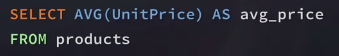 SELECT AVG(UnitPrice) AS avg_price
FROM products